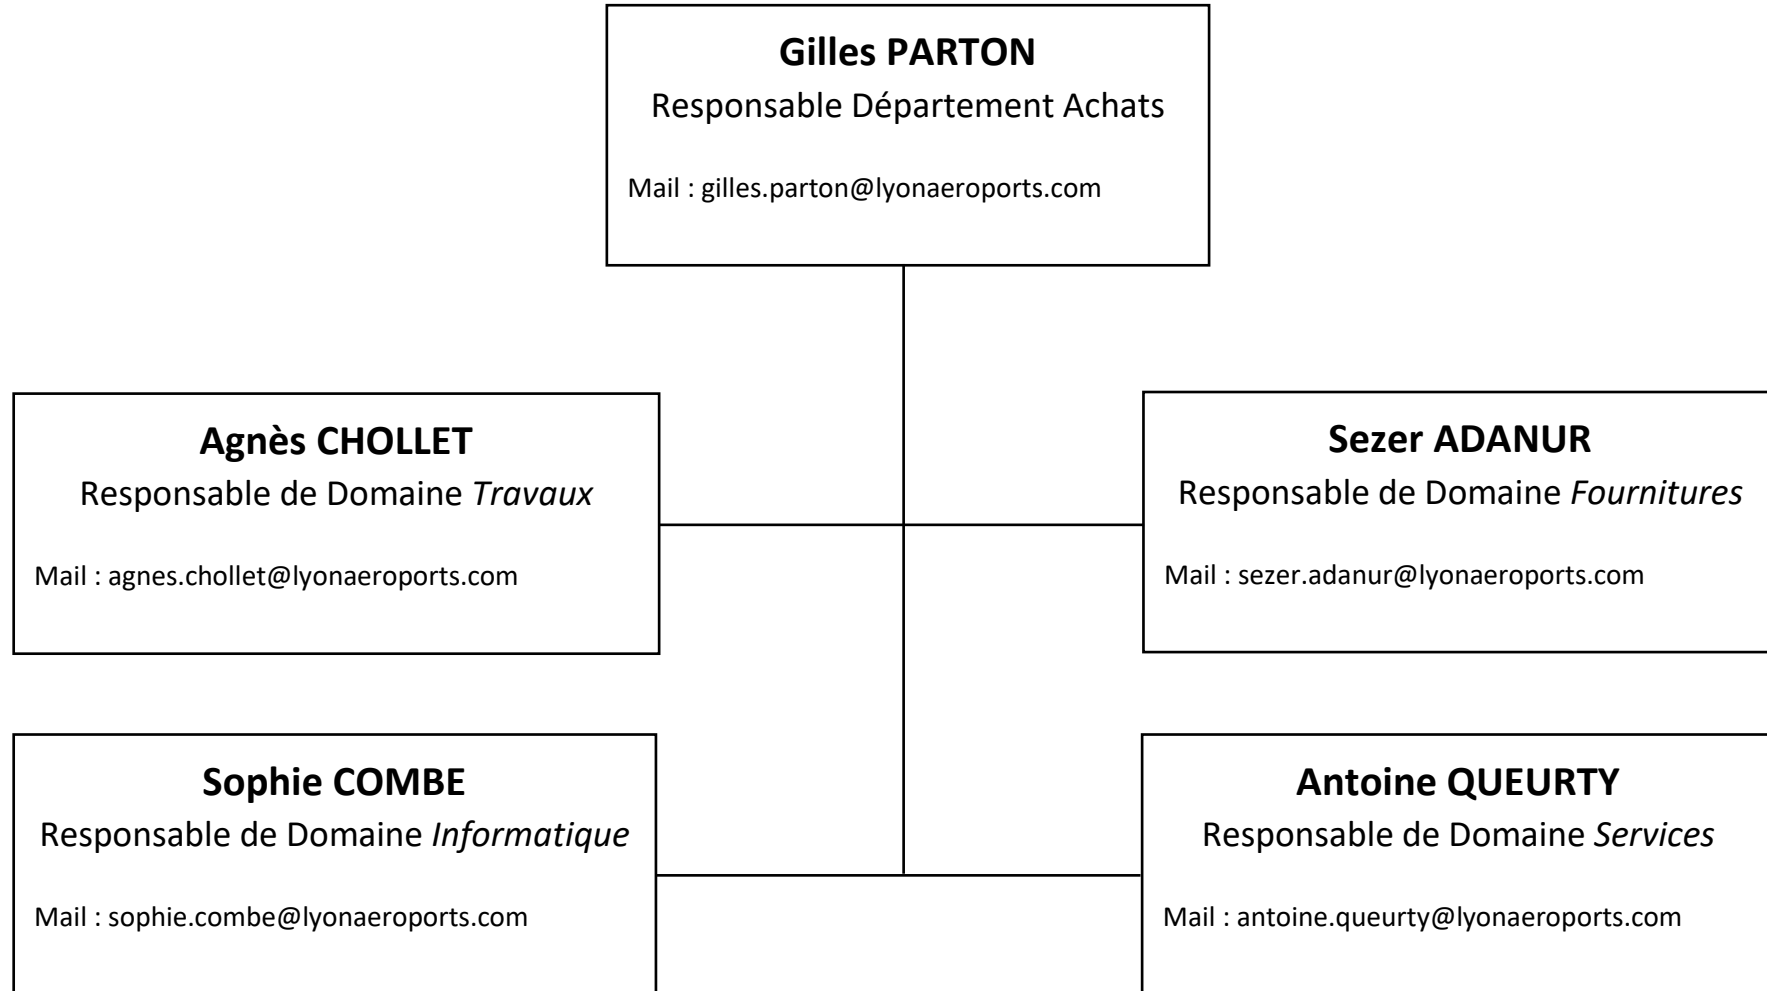 Gilles PARTON
Responsable Département Achats
Mail : gilles.parton@lyonaeroports.com
Agnès CHOLLET
Responsable de Domaine Travaux
Mail : agnes.chollet@lyonaeroports.com
Sezer ADANUR
Responsable de Domaine Fournitures
Mail : sezer.adanur@lyonaeroports.com
Sophie COMBE
Responsable de Domaine Informatique
Mail : sophie.combe@lyonaeroports.com
Antoine QUEURTY
Responsable de Domaine Services
Mail : antoine.queurty@lyonaeroports.com